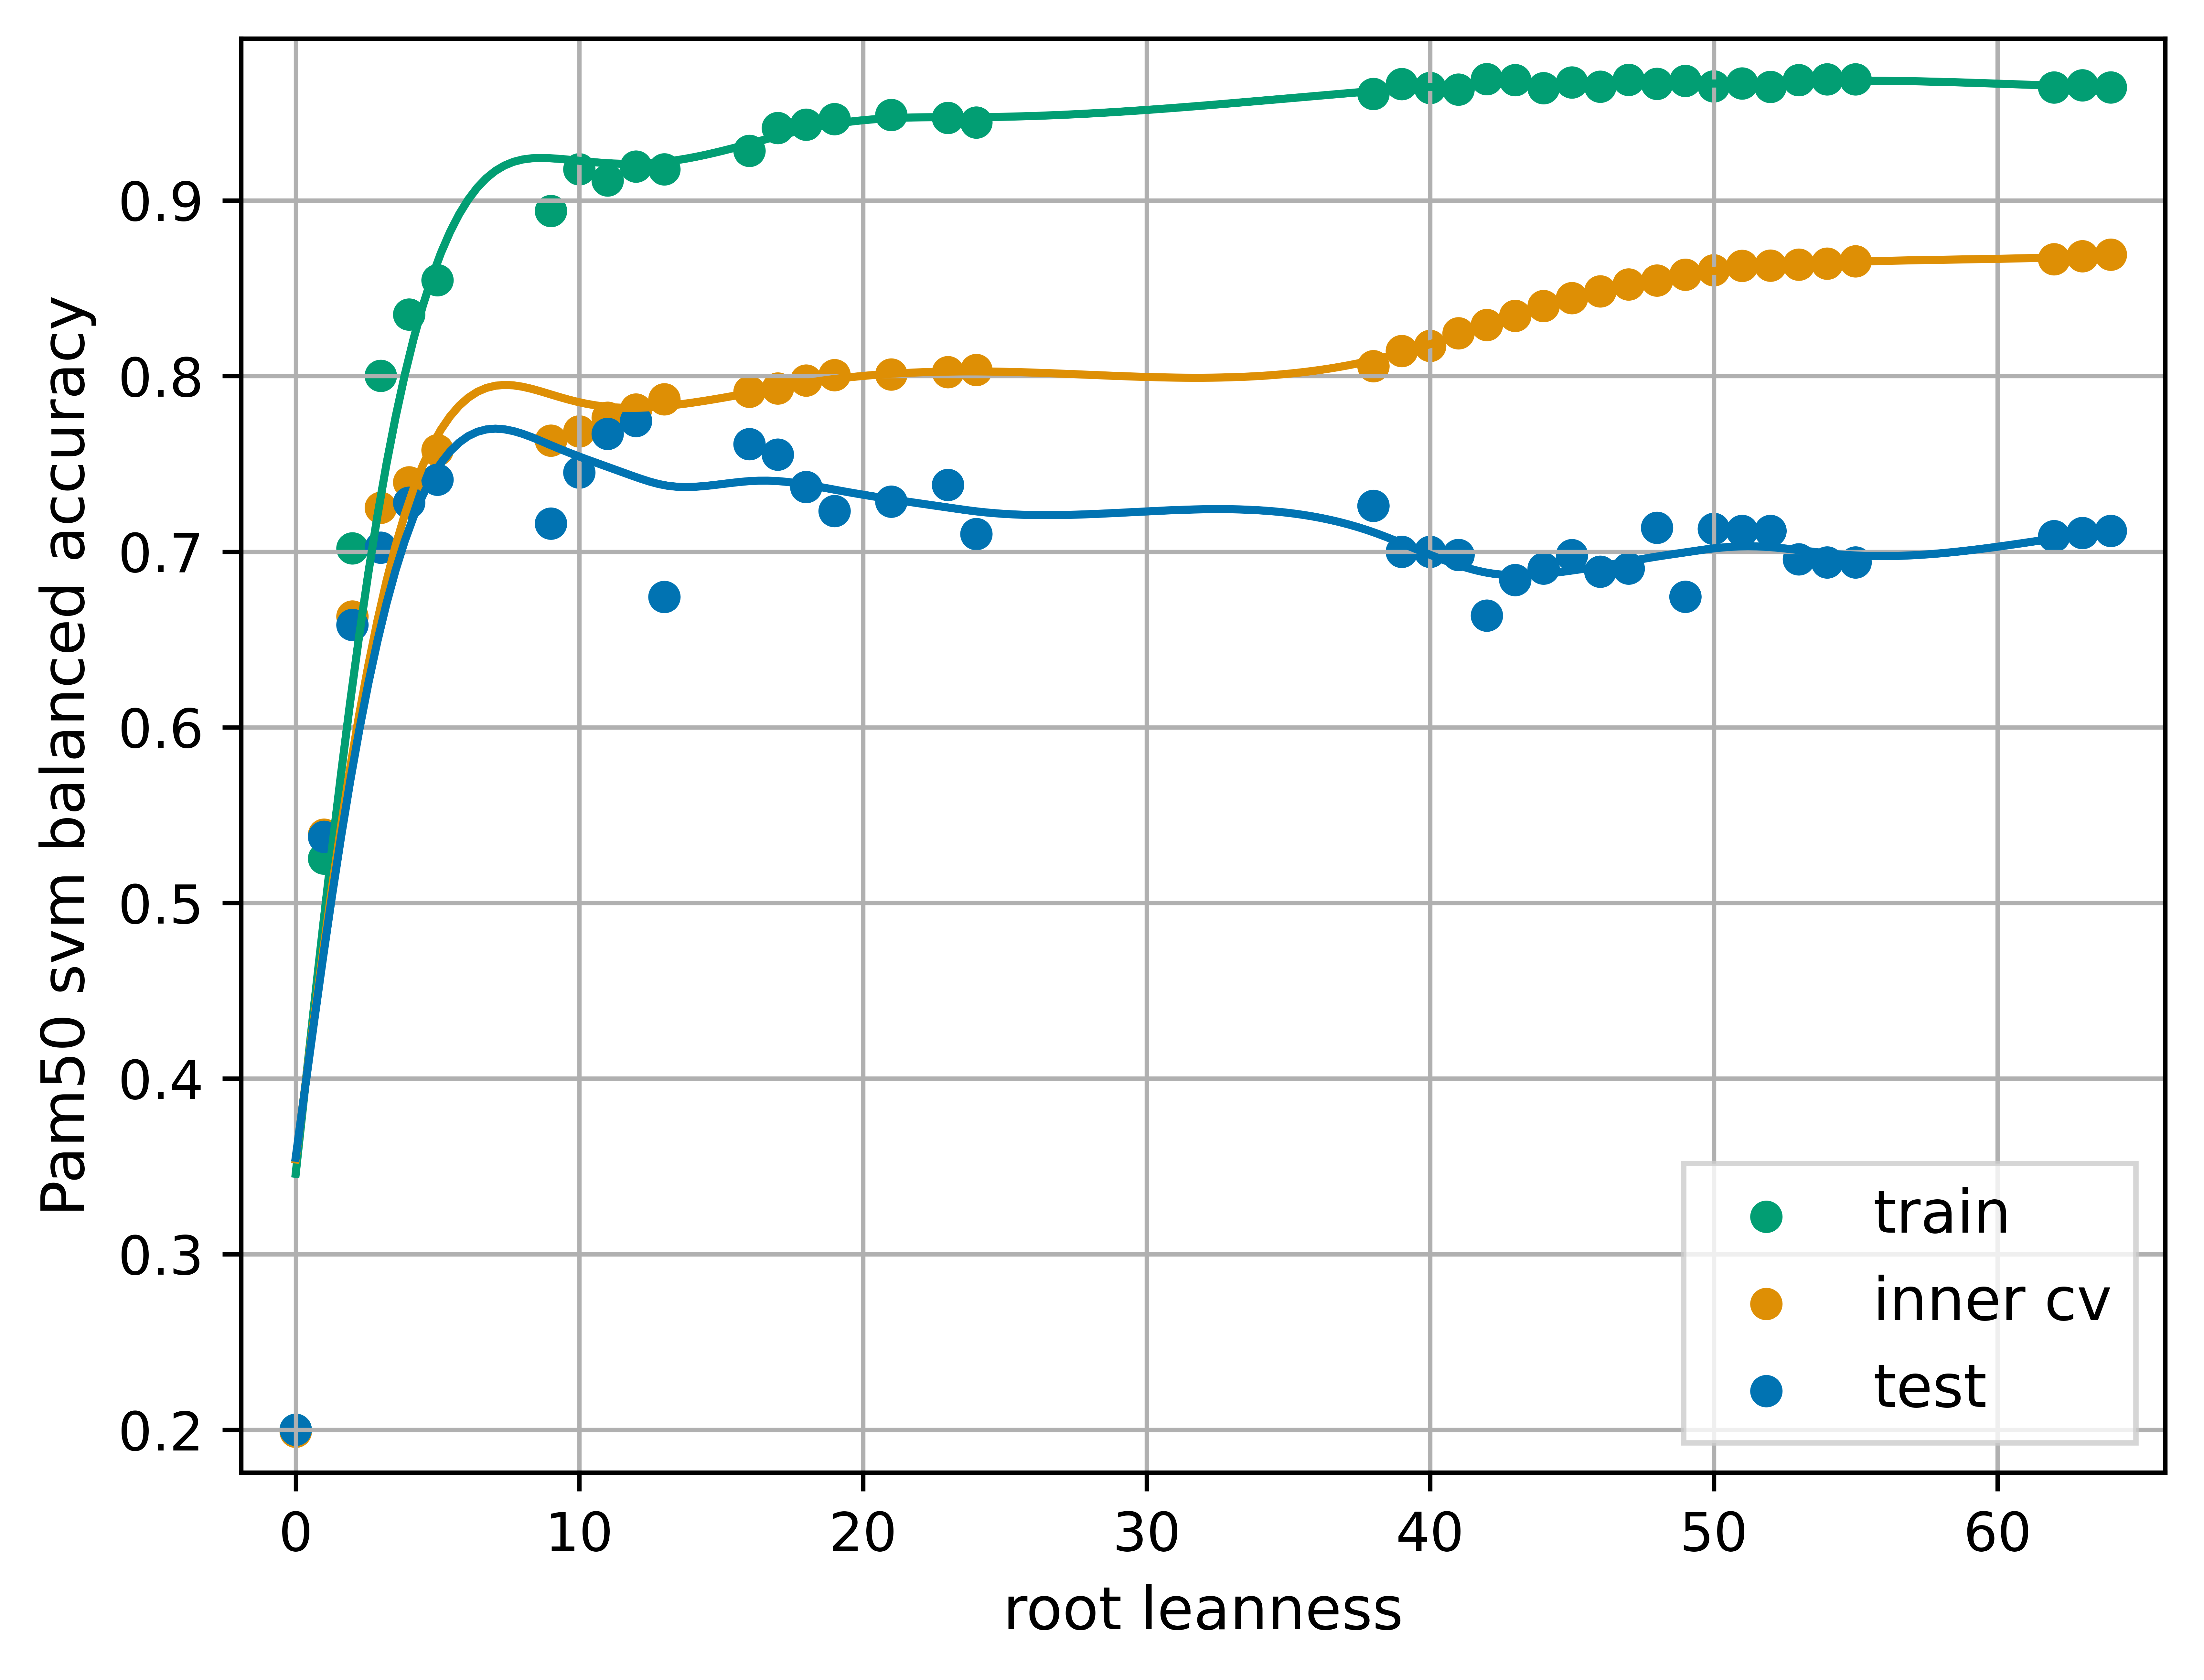 Pam50 svm balanced accuracy
0.9
0.8
0.7
0.6
0.5
0.4
0.3
0.2
0 10 20 30 40 50 60
root leanness
train
inner cv
test